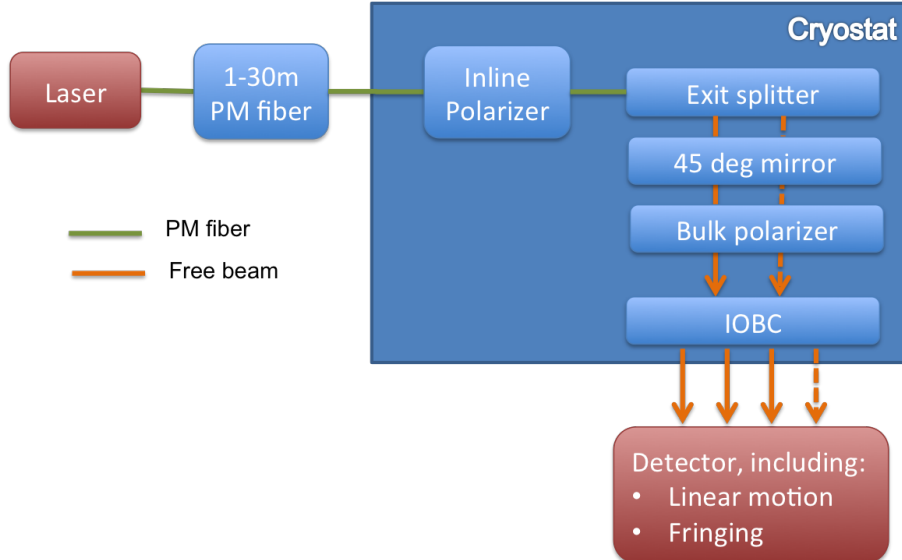 Cryostat
Laser
1-30m
PM fiber
Inline
Polarizer
Exit splitter
45 deg mirror
Bulk polarizer
IOBC
PM fiber
Free beam
Detector, including:
• Linear motion
• Fringing